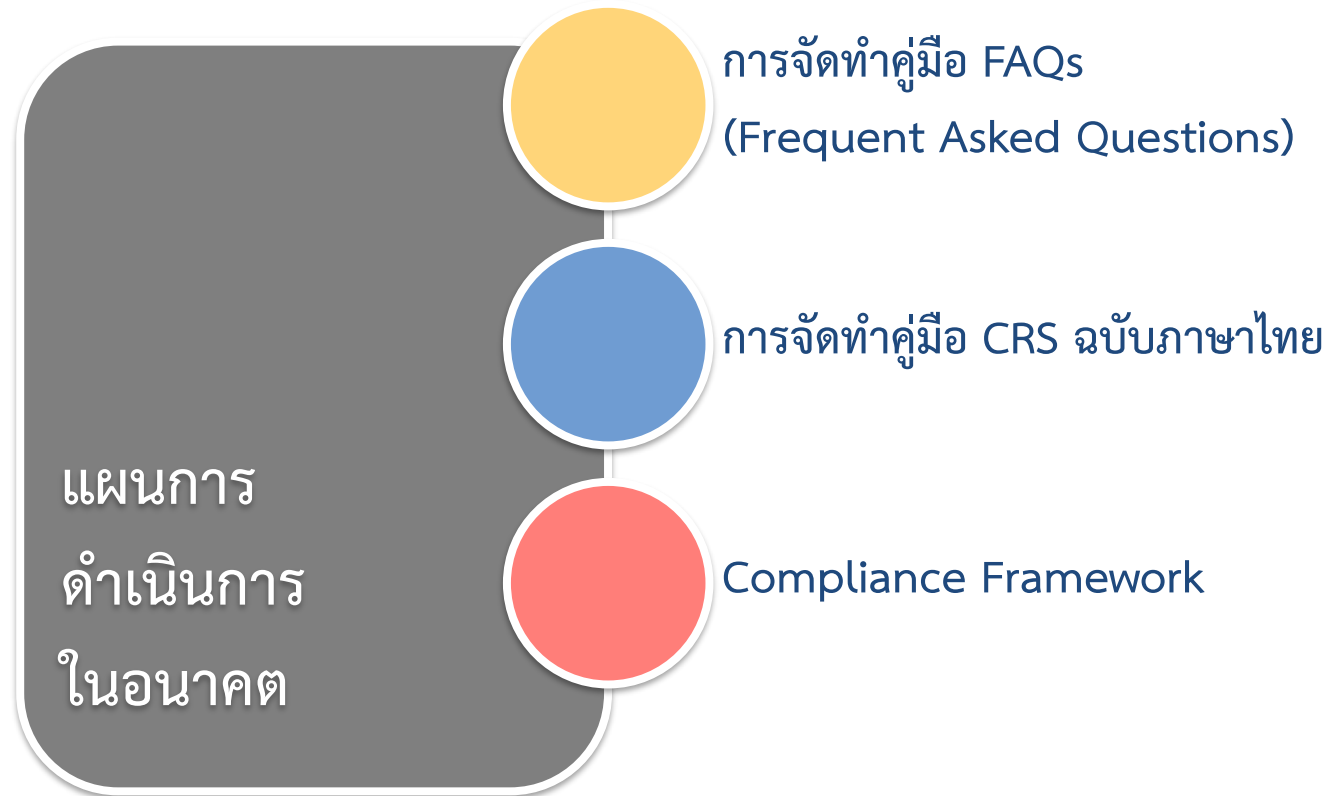 แผนการ
ดำเนินการ
ในอนาคต
การจัดทำคู่มือ FAQs
(Frequent Asked Questions)
การจัดทำคู่มือ CRS ฉบับภาษาไทย
Compliance Framework